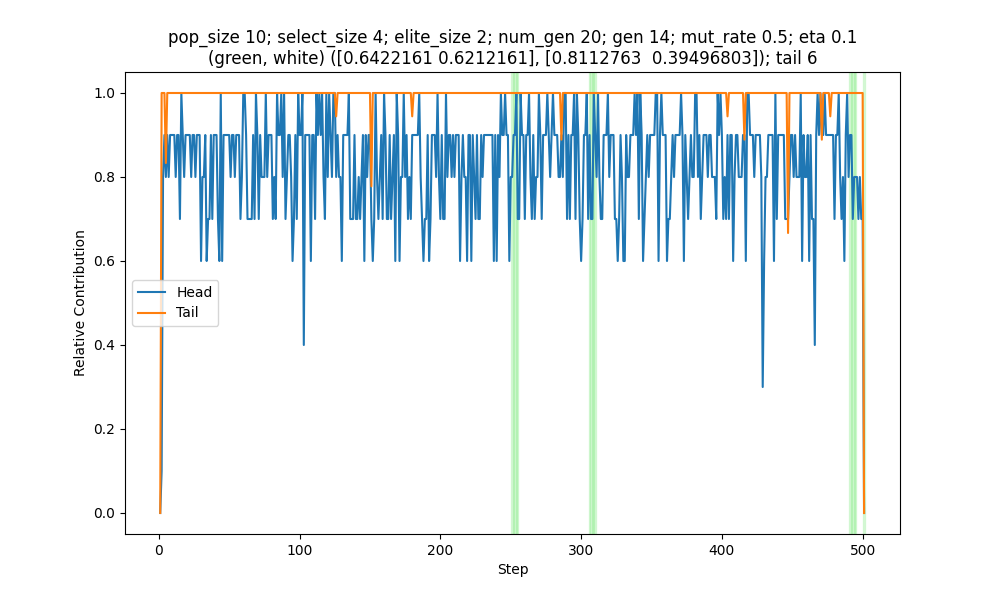 pop_size 10; select_size 4; elite_size 2; num_gen 20; gen 14; mut_rate 0.5; eta 0.1
(green, white) ([0.6422161 0.6212161], [0.8112763  0.39496803]); tail 6
1.0
0.8
0.6
0.4
0.2
0.0
Relative Contribution
Head
Tail
0
100
200
300
400
500
Step